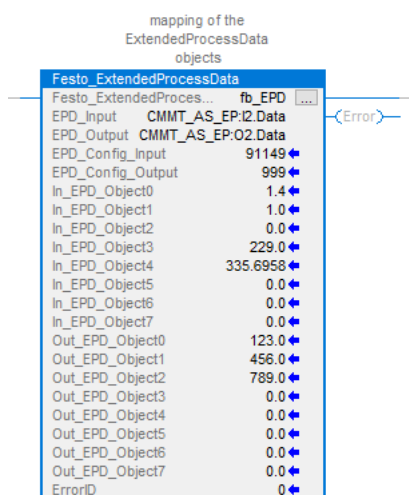 mapping of the
ExtendedProcessData
objects
Festo_ExtendedProcessData
Festo_ExtendedProces... fb_EPD ...
EPD_Input CMMT_AS_EP:I2.Data
(Error)
EPD_Output CMMT_AS_EP:O2.Data
EPD_Config_Input 91149
EPD_Config_Output 999
In_EPD_Object0 1.4
In_EPD_Object1 1.0
In_EPD_Object2 0.0
In_EPD_Object3 229.0
In_EPD_Object4 335.6958
In_EPD_Object5 0.0
In_EPD_Object6 0.0
In_EPD_Object7 0.0
Out_EPD_Object0 123.0
Out_EPD_Object1 456.0
Out_EPD_Object2 789.0
Out_EPD_Object3 0.0
Out_EPD_Object4 0.0
Out_EPD_Object5 0.0
Out_EPD_Object6 0.0
Out_EPD_Object7 0.0
ErrorID 0